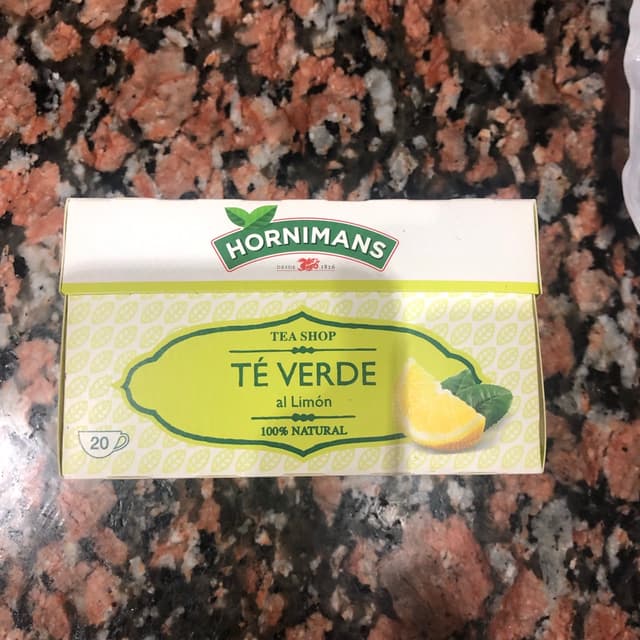 HORNIMANS
DESDE 1826
TEA SHOP
TÉ VERDE
al Limón
100% NATURAL
20